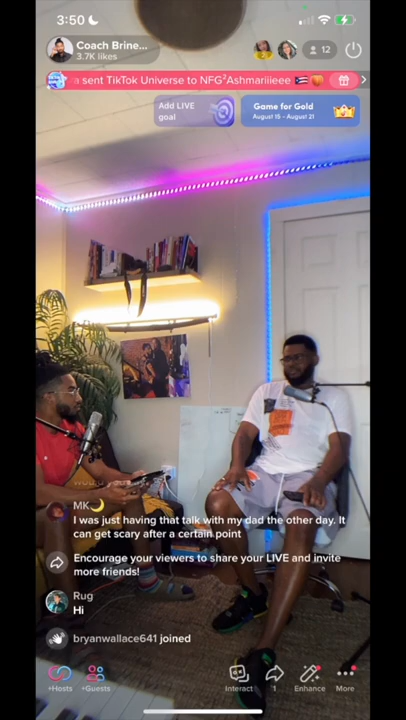 3:50
Coach Brine...
3.7K likes
12
a sent TikTok Universe to NFG²Ashmariiieee 🇵🇷🍑
Add LIVE
goal
Game for Gold
August 15 - August 21
MK🌙
I was just having that talk with my dad the other day. It
can get scary after a certain point
Encourage your viewers to share your LIVE and invite
more friends!
Rug
Hi
bryanwallace641 joined
+Hosts
+Guests
Interact
1
Enhance
More